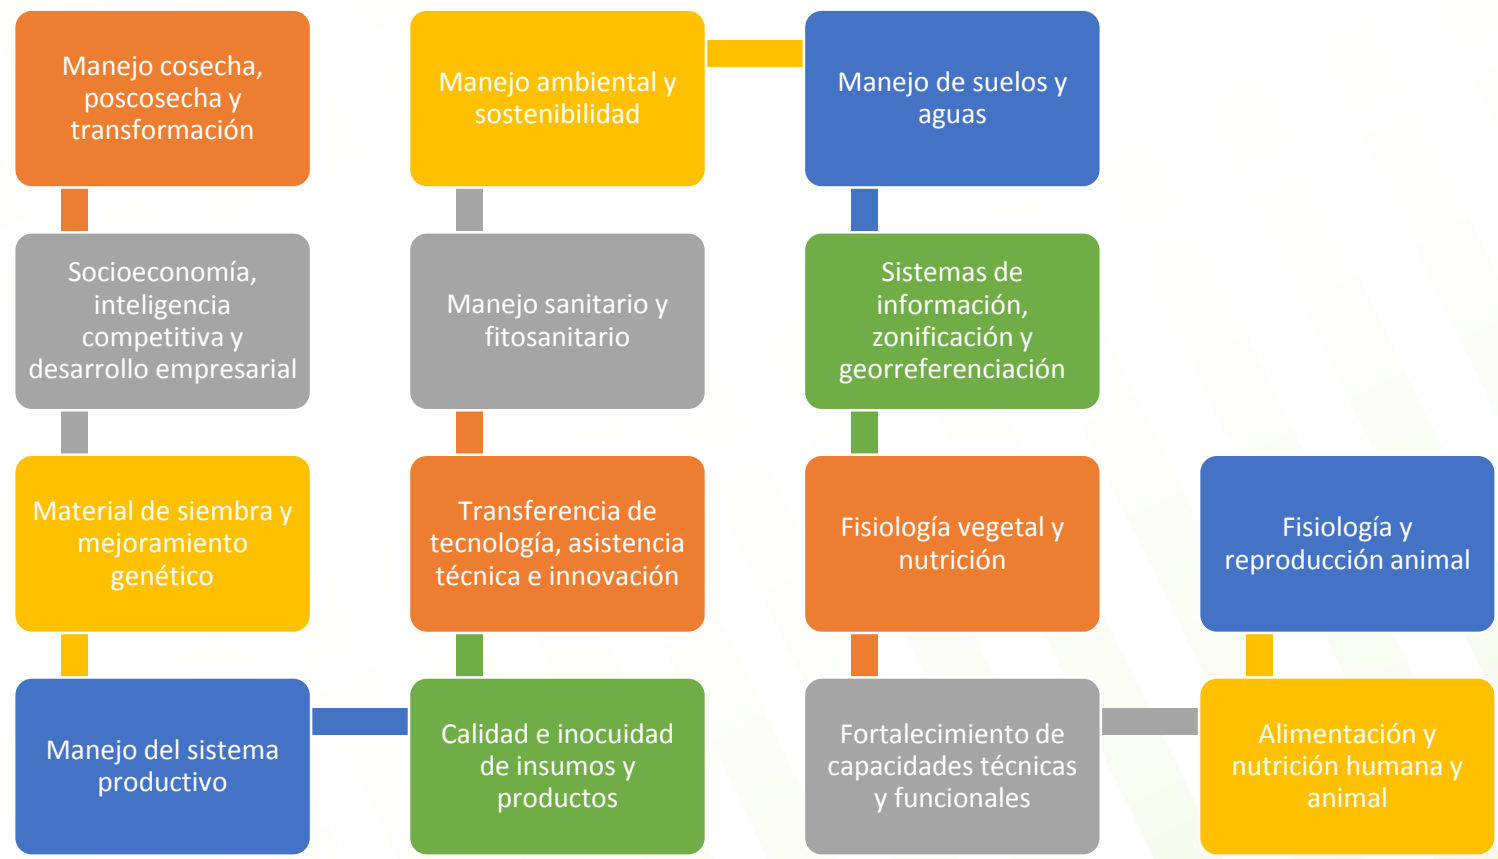 Manejo cosecha,
poscosecha y
transformación
Socioeconomía,
inteligencia
competitiva y
desarrollo empresarial
Material de siembra y
mejoramiento
genético
Manejo del sistema
productivo
Calidad e inocuidad
de insumos y
productos
Transferencia de
tecnología, asistencia
técnica e innovación
Manejo sanitario y
fitosanitario
Manejo ambiental y
sostenibilidad
Manejo de suelos y
aguas
Sistemas de
información,
zonificación y
georreferenciación
Fisiología vegetal y
nutrición
Fortalecimiento de
capacidades técnicas
y funcionales
Alimentación y
nutrición humana y
animal
Fisiología y
reproducción animal